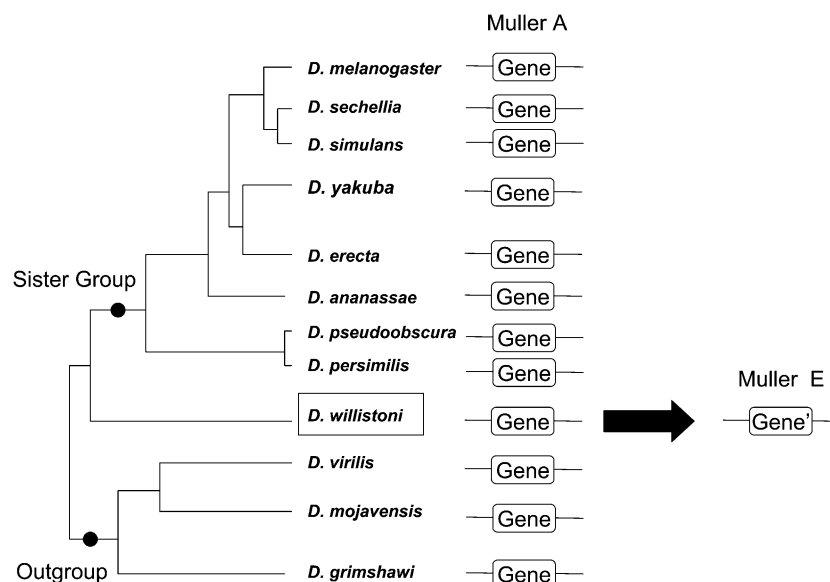 Muller A
D. melanogaster Gene
D. sechellia Gene
D. simulans Gene
D. yakuba Gene
D. erecta Gene
Sister Group
D. ananassae Gene
D. pseudoobscura Gene
D. persimilis Gene
Muller E
D. willistoni Gene Gene'
D. virilis Gene
D. mojavensis Gene
Outgroup
D. grimshawi Gene